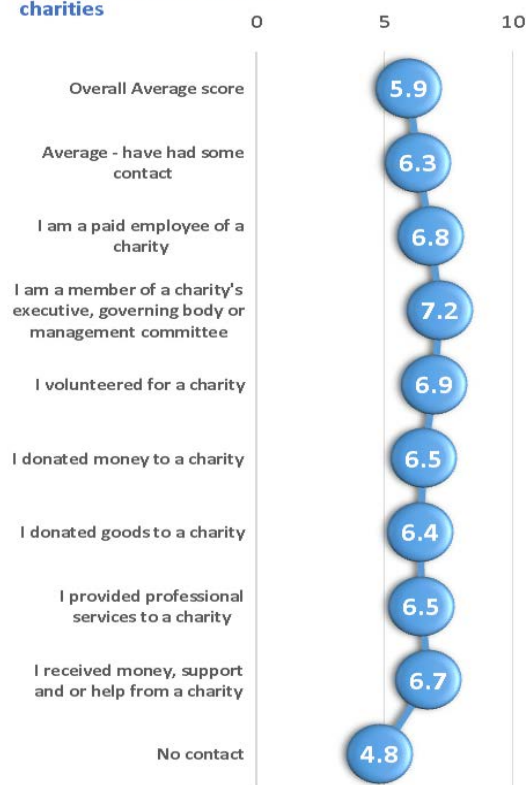 charities
0 5 10
Overall Average score 5.9
Average - have had some
contact 6.3
I am a paid employee of a
charity 6.8
I am a member of a charity's
executive, governing body or
management committee 7.2
I volunteered for a charity 6.9
I donated money to a charity 6.5
I donated goods to a charity 6.4
I provided professional
services to a charity 6.5
I received money, support
and or help from a charity 6.7
No contact 4.8